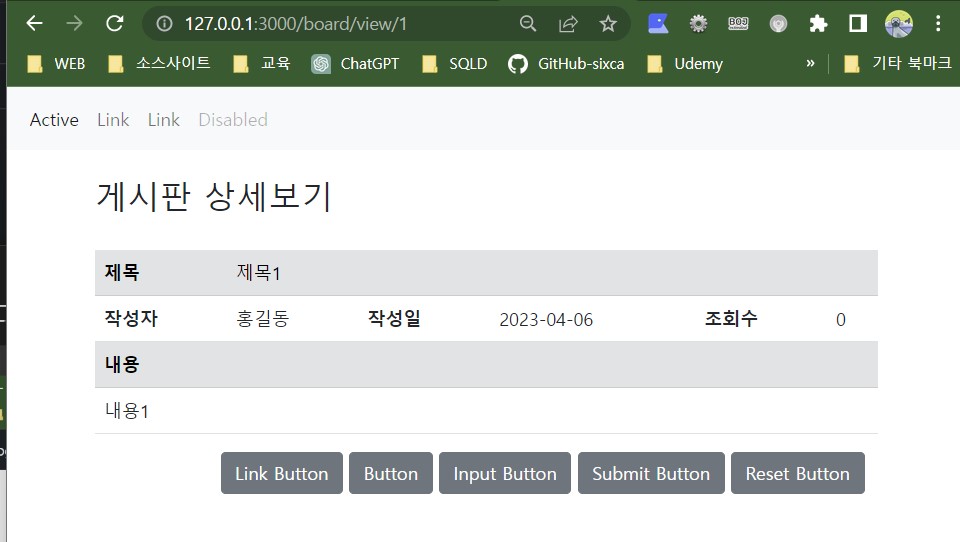 127.0.0.1:3000/board/view/1
BOJ
WEB 소스사이트 교육 ChatGPT SQLD GitHub-sixca Udemy » 기타 북마크
Active Link Link Disabled
게시판 상세보기
제목 제목1
작성자 홍길동 작성일 2023-04-06 조회수 0
내용
내용1
Link Button Button Input Button Submit Button Reset Button